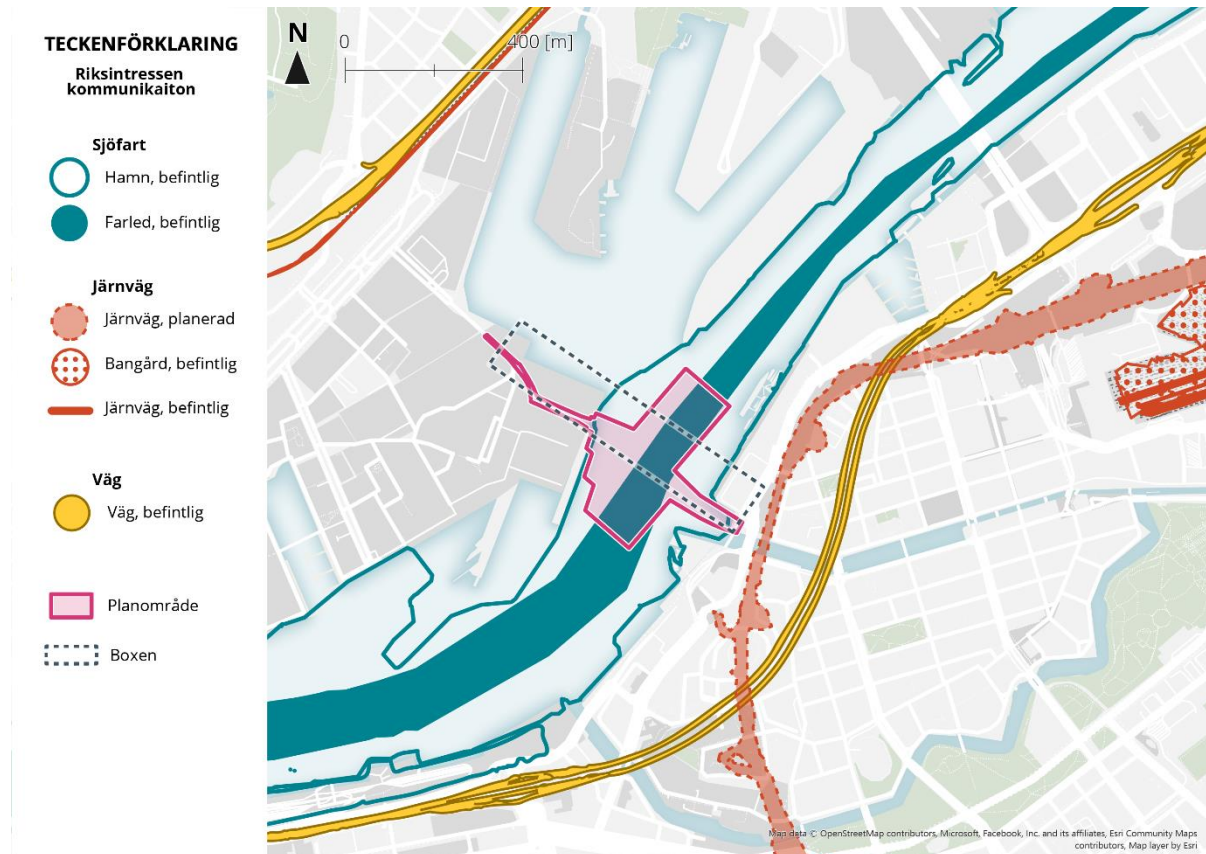 TECKENFÖRKLARING
Riksintressen
kommunikaiton
Sjöfart
Hamn, befintlig
Farled, befintlig
Järnväg
Järnväg, planerad
Bangård, befintlig
Järnväg, befintlig
Väg
Väg, befintlig
Planområde
Boxen
N
0
400 [m]
Map data © OpenStreetMap contributors, Microsoft, Facebook, Inc. and its affiliates, Esri Community Maps
contributors, Map layer by Esri